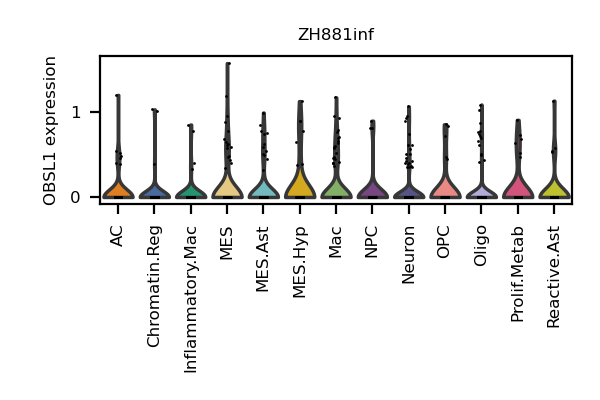 ZH881inf
OBSL1 expression
1
0
AC
Chromatin.Reg
Inflammatory.Mac
MES
MES.Ast
MES.Hyp
Mac
NPC
Neuron
OPC
Oligo
Prolif.Metab
Reactive.Ast